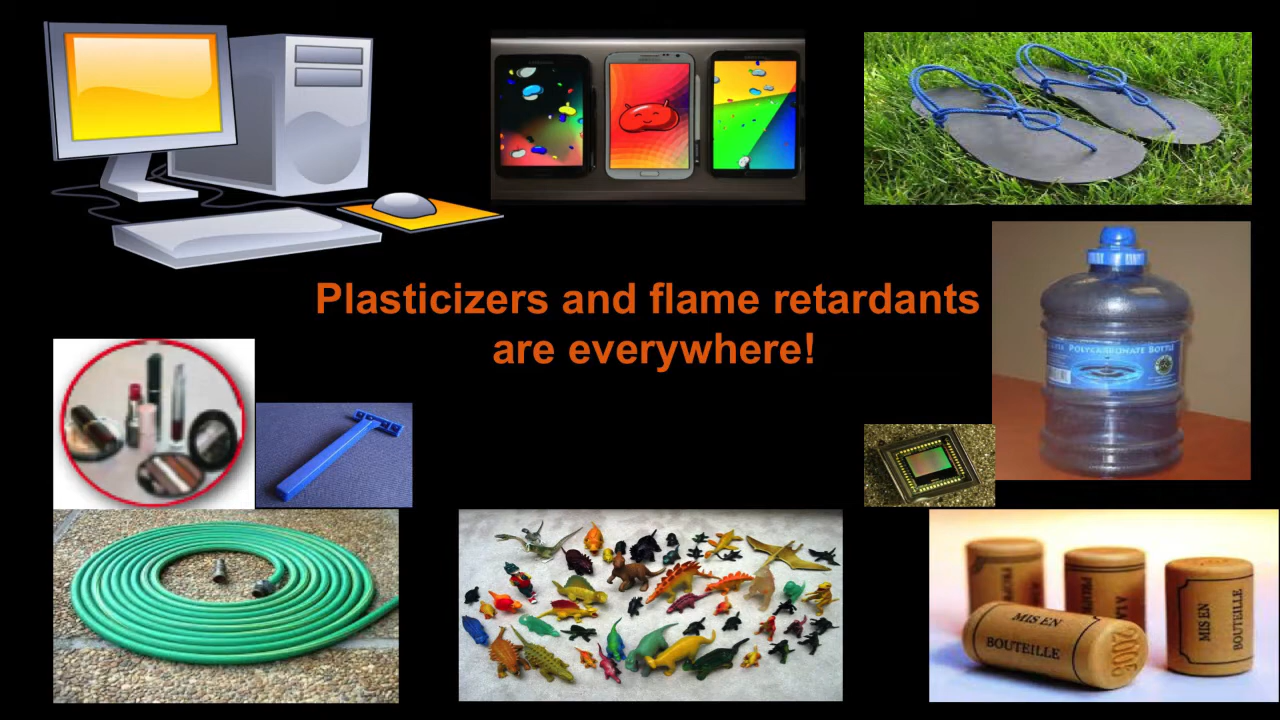 Plasticizers and flame retardants
are everywhere!
POLYCARBONATE BOTTLE
MIS EN
BOUTEILLE
2006
MIS EN
BOUTEILLE